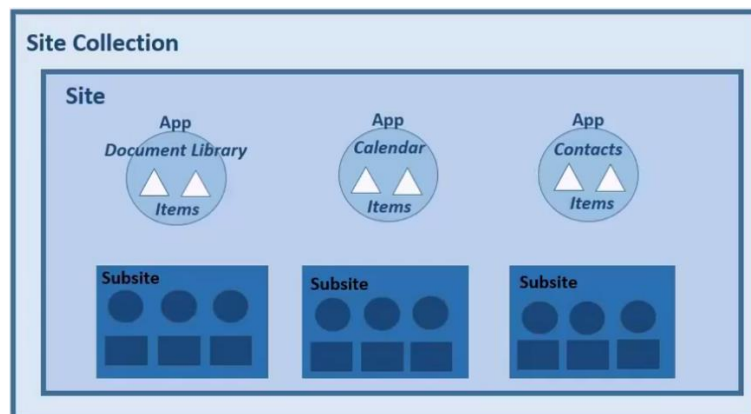 Site Collection
Site
App
Document Library
Items
App
Calendar
Items
App
Contacts
Items
Subsite
Subsite
Subsite